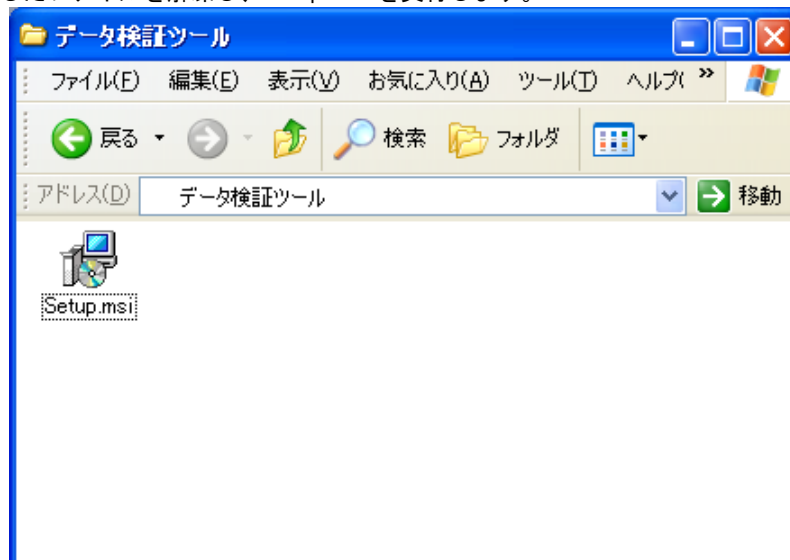 データ検証ツール
ファイル(F) 編集(E) 表示(V) お気に入り(A) ツール(T) ヘルプ( »
戻る 検索 フォルダ
アドレス(D) データ検証ツール 移動
Setup.msi